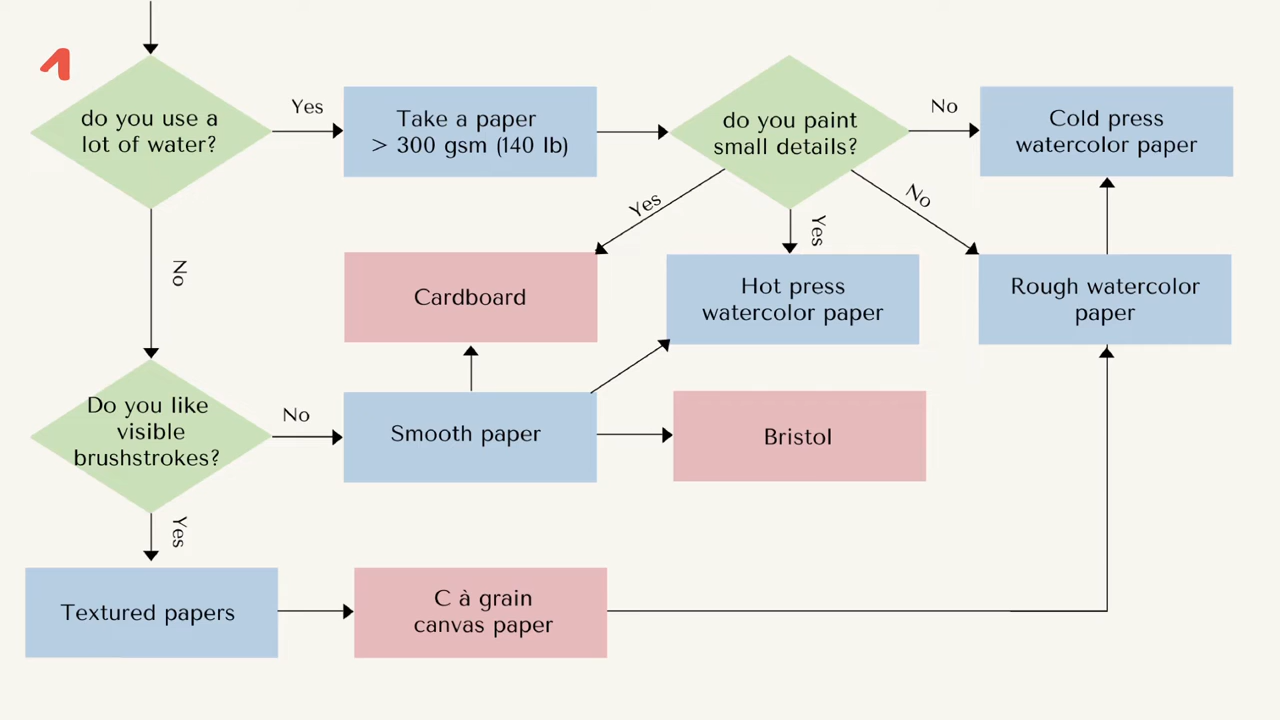 1
do you use a
lot of water?
Yes
Take a paper
> 300 gsm (140 lb)
do you paint
small details?
No
Cold press
watercolor paper
Yes
Yes
No
No
Cardboard
Hot press
watercolor paper
Rough watercolor
paper
Do you like
visible
brushstrokes?
No
Smooth paper
Bristol
Yes
Textured papers
C à grain
canvas paper